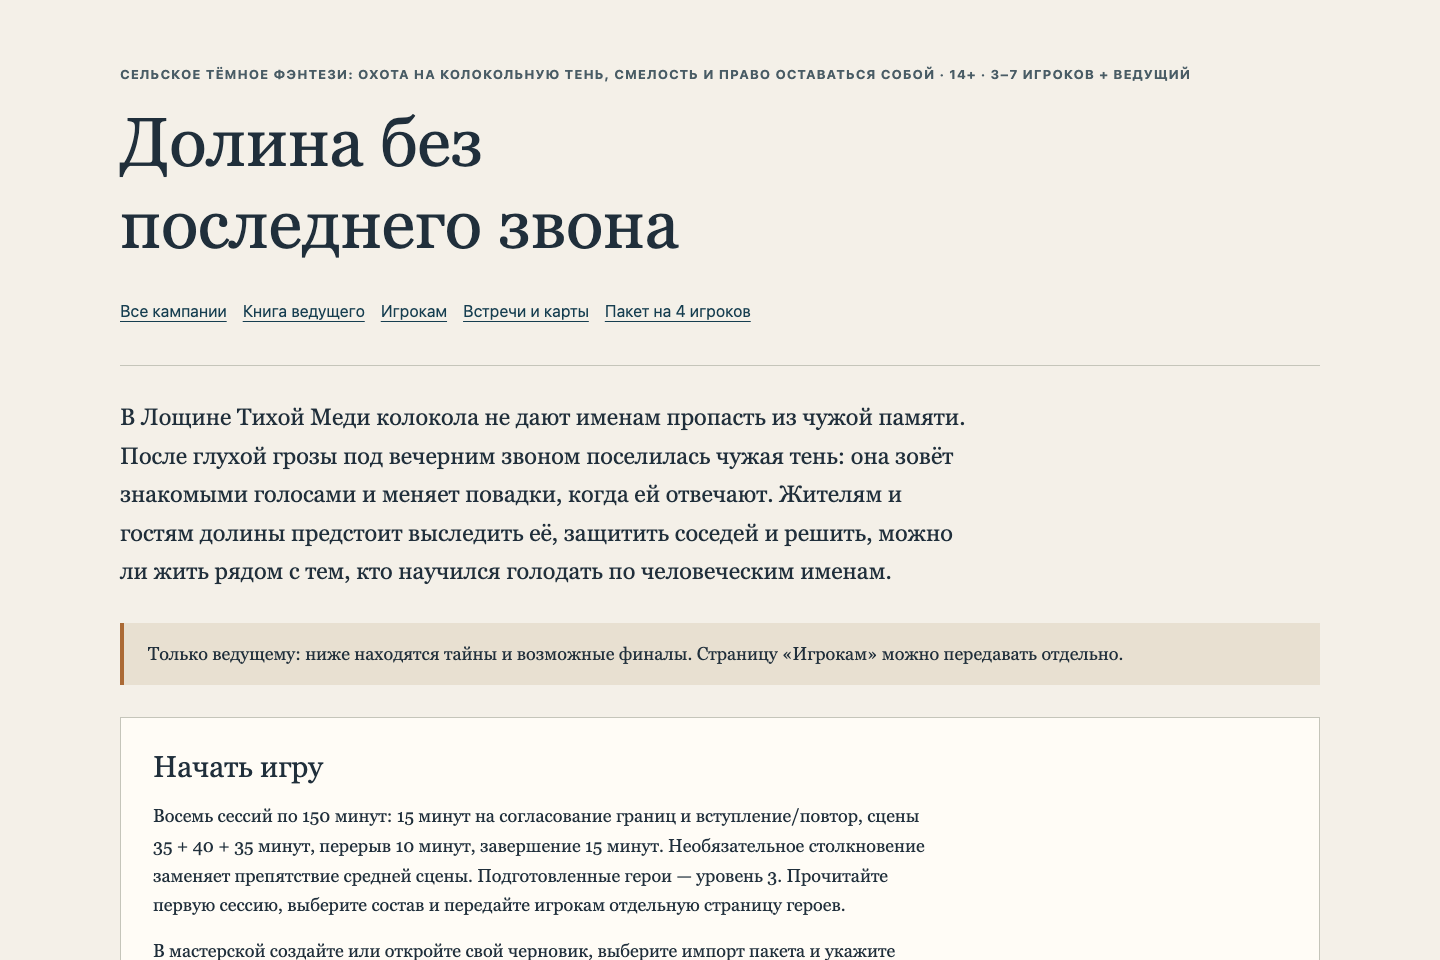 СЕЛЬСКОЕ ТЁМНОЕ ФЭНТЕЗИ: ОХОТА НА КОЛОКОЛЬНУЮ ТЕНЬ, СМЕЛОСТЬ И ПРАВО ОСТАВАТЬСЯ СОБОЙ · 14+ · 3–7 ИГРОКОВ + ВЕДУЩИЙ
Долина без
последнего звона
Все кампании Книга ведущего Игрокам Встречи и карты Пакет на 4 игроков
В Лощине Тихой Меди колокола не дают именам пропасть из чужой памяти.
После глухой грозы под вечерним звоном поселилась чужая тень: она зовёт
знакомыми голосами и меняет повадки, когда ей отвечают. Жителям и
гостям долины предстоит выследить её, защитить соседей и решить, можно
ли жить рядом с тем, кто научился голодать по человеческим именам.
Только ведущему: ниже находятся тайны и возможные финалы. Страницу «Игрокам» можно передавать отдельно.
Начать игру
Восемь сессий по 150 минут: 15 минут на согласование границ и вступление/повтор, сцены
35 + 40 + 35 минут, перерыв 10 минут, завершение 15 минут. Необязательное столкновение
заменяет препятствие средней сцены. Подготовленные герои — уровень 3. Прочитайте
первую сессию, выберите состав и передайте игрокам отдельную страницу героев.
В мастерской создайте или откройте свой черновик, выберите импорт пакета и укажите